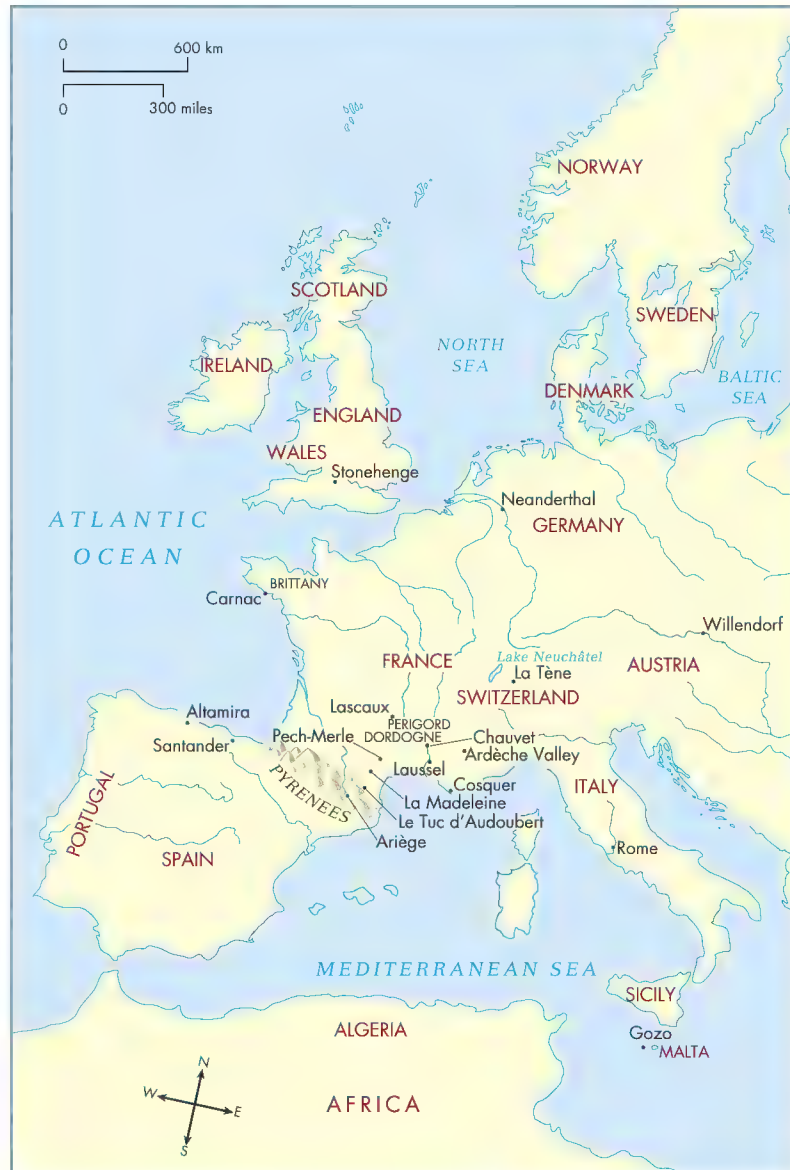 0 600 km
0 300 miles
NORWAY
SCOTLAND
SWEDEN
NORTH
SEA
IRELAND
BALTIC
SEA
DENMARK
ENGLAND
WALES
Stonehenge
Neanderthal
GERMANY
ATLANTIC
OCEAN
BRITTANY
Carnac
Willendorf
Lake Neuchâtel
FRANCE
AUSTRIA
La Tène
SWITZERLAND
Lascaux
Altamira
PERIGORD
DORDOGNE
Pech-Merle
Chauvet
Santander
Ardèche Valley
Laussel
PYRENEES
Cosquer
ITALY
La Madeleine
PORTUGAL
Le Tuc d'Audoubert
Ariège
Rome
SPAIN
MEDITERRANEAN SEA
SICILY
Gozo
MALTA
ALGERIA
AFRICA
N
W
E
S